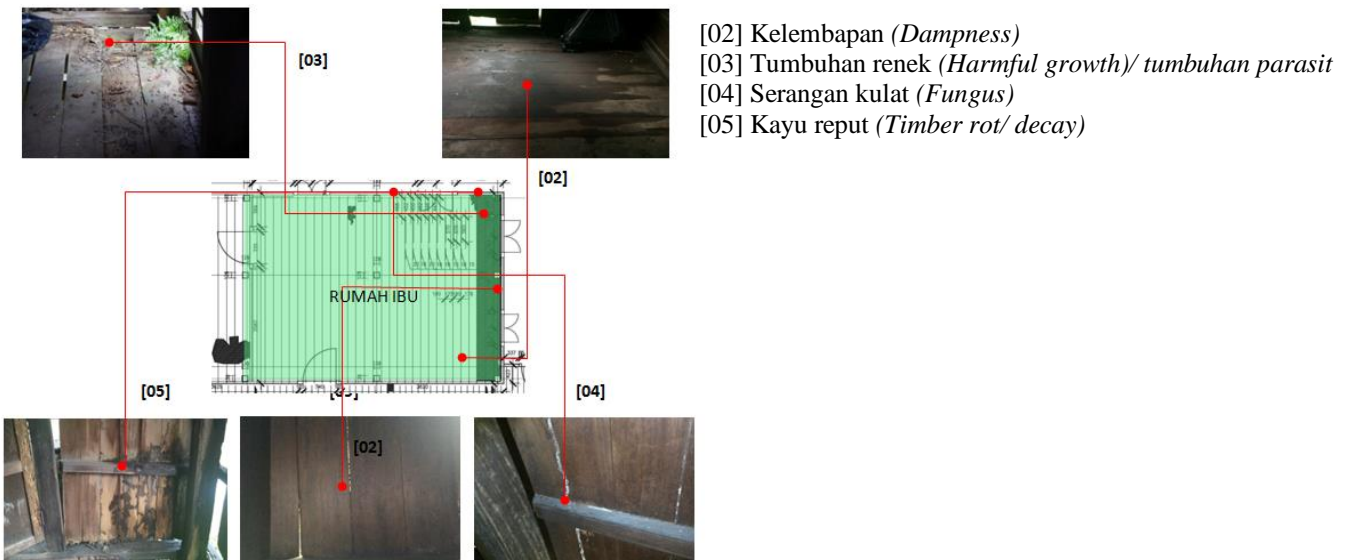 [02] Kelembapan (Dampness)
[03] Tumbuhan renek (Harmful growth)/ tumbuhan parasit
[04] Serangan kulat (Fungus)
[05] Kayu reput (Timber rot/ decay)
[03]
[02]
RUMAH IBU
[05]
[04]
[02]